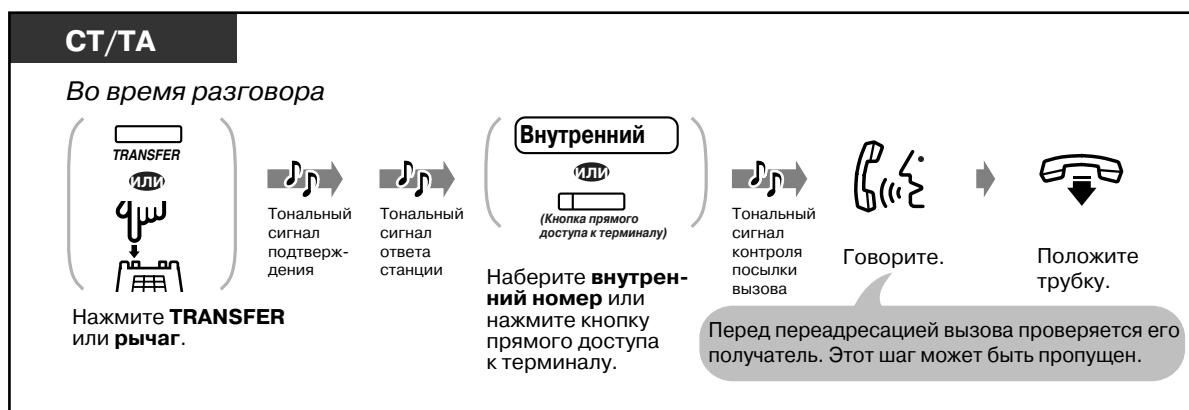 СТ/ТА
Во время разговора
TRANSFER
или
Нажмите TRANSFER
или рычаг.
Тональный
сигнал
подтверж-
дения
Тональный
сигнал
ответа
станции
Внутренний
или
(Кнопка прямого
доступа к терминалу)
Наберите внутрен-
ний номер или
нажмите кнопку
прямого доступа
к терминалу.
Тональный
сигнал
контроля
посылки
вызова
Говорите.
Положите
трубку.
Перед переадресацией вызова проверяется его
получатель. Этот шаг может быть пропущен.